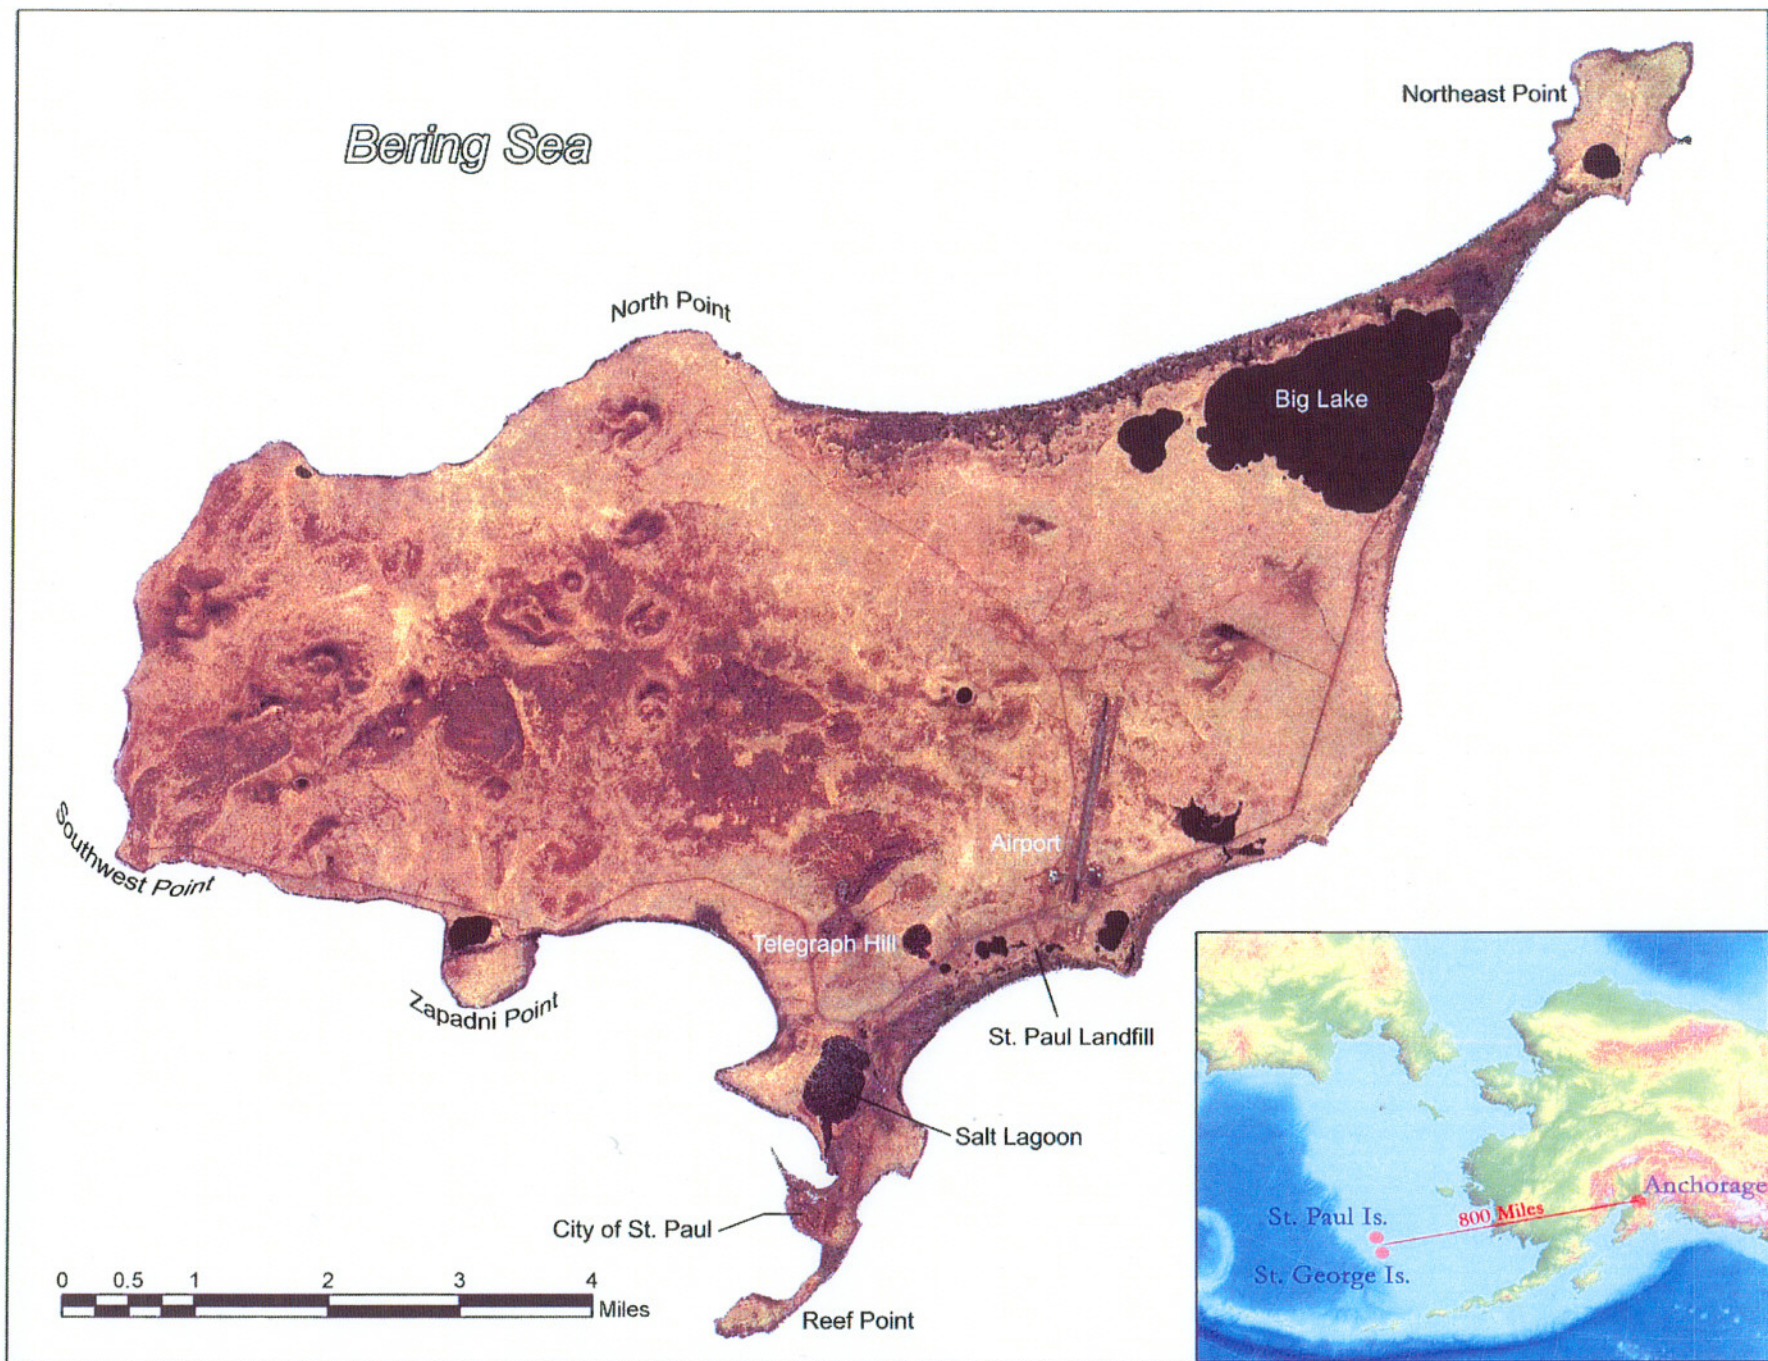 Northeast Point
Bering Sea
North Point
Big Lake
Southwest Point
Airport
Telegraph Hill
Zapadni Point
St. Paul Landfill
Salt Lagoon
City of St. Paul
Reef Point
0 0.5 1 2 3 4
Miles
Anchorage
800 Miles
St. Paul Is.
St. George Is.